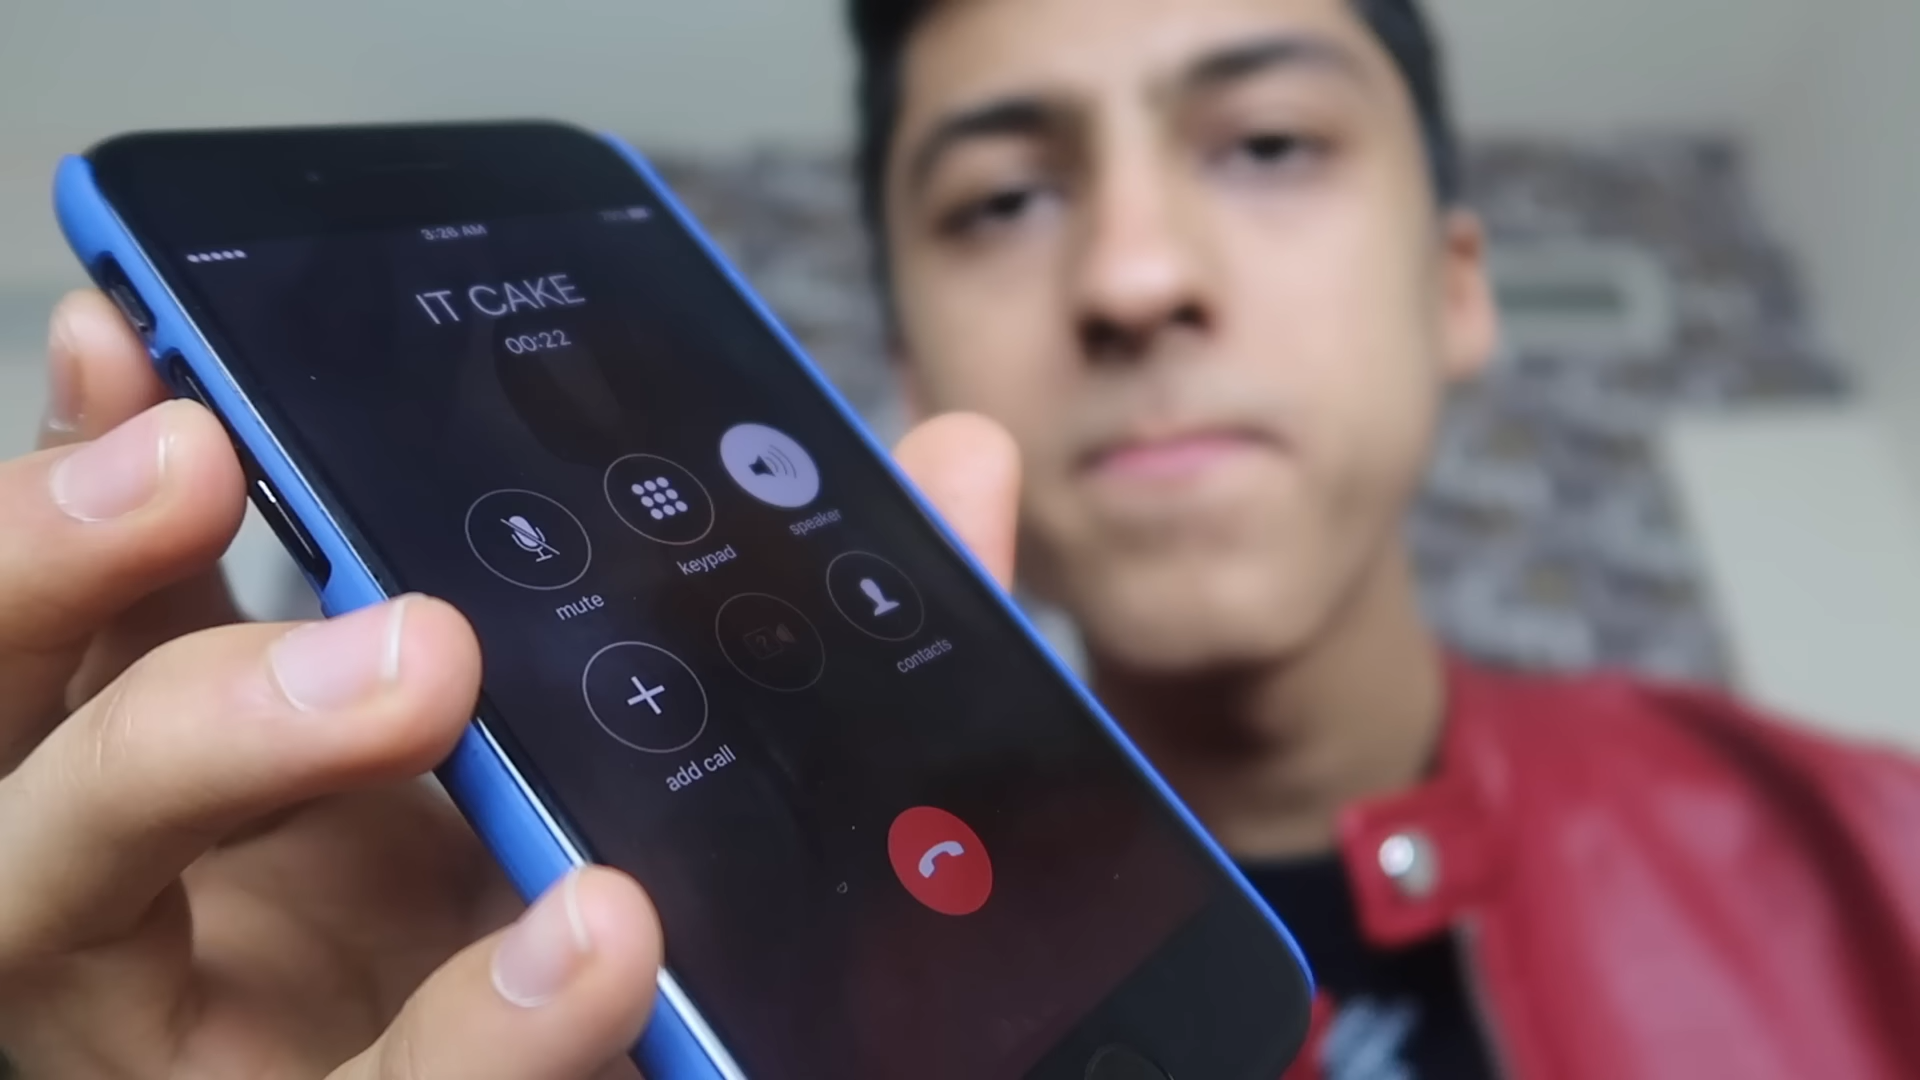 3:26 AM
IT CAKE
00:22
mute
keypad
speaker
add call
contacts